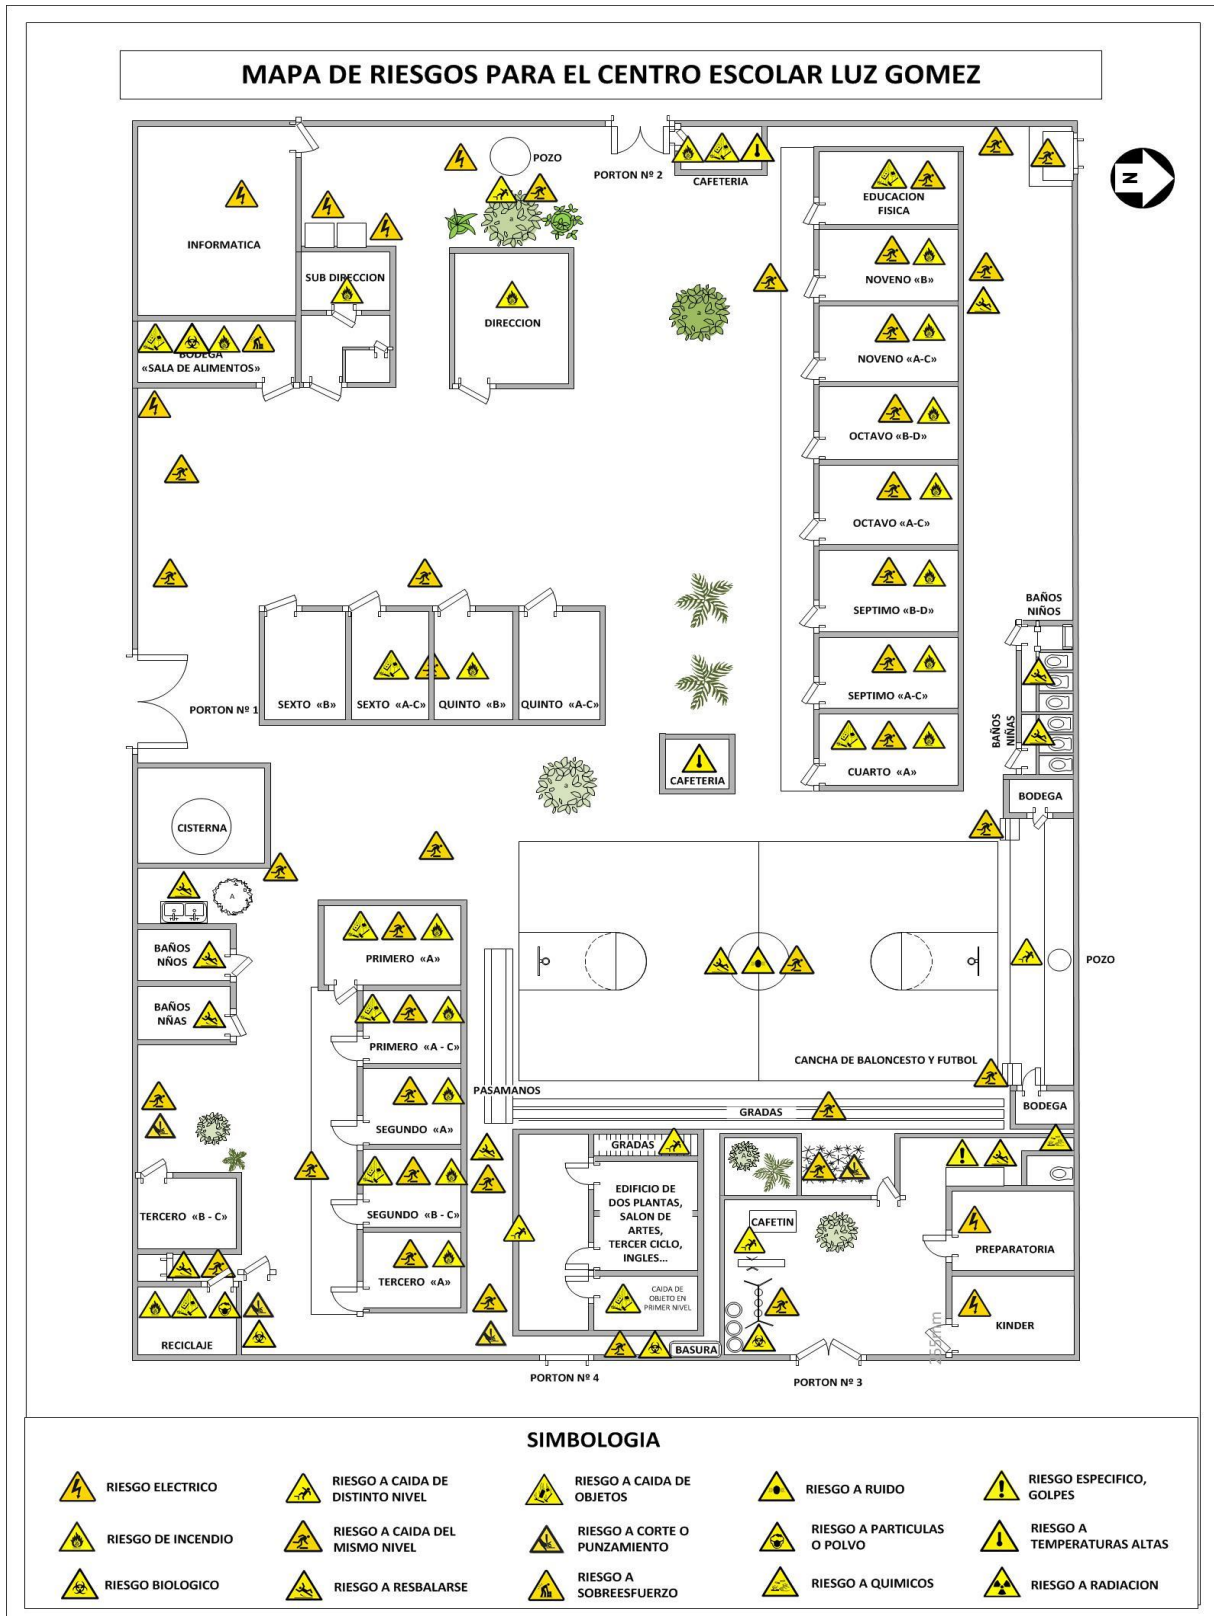 MAPA DE RIESGOS PARA EL CENTRO ESCOLAR LUZ GOMEZ
POZO
PORTON Nº 2
CAFETERIA
EDUCACION
FISICA
N
INFORMATICA
SUB DIRECCION
DIRECCION
NOVENO «B»
BODEGA
«SALA DE ALIMENTOS»
NOVENO «A-C»
OCTAVO «B-D»
OCTAVO «A-C»
SEPTIMO «B-D»
BAÑOS
NIÑOS
SEPTIMO «A-C»
PORTON Nº 1
SEXTO «B»
SEXTO «A-C»
QUINTO «B»
QUINTO «A-C»
BAÑOS
NIÑAS
CAFETERIA
CUARTO «A»
BODEGA
CISTERNA
A
BAÑOS
NÑOS
PRIMERO «A»
POZO
BAÑOS
NÑAS
PRIMERO «A - C»
CANCHA DE BALONCESTO Y FUTBOL
PASAMANOS
GRADAS
BODEGA
SEGUNDO «A»
GRADAS
A
TERCERO «B - C»
SEGUNDO «B - C»
EDIFICIO DE
DOS PLANTAS,
SALON DE
ARTES,
TERCER CICLO,
INGLES...
CAFETIN
PREPARATORIA
TERCERO «A»
CAIDA DE
OBJETO EN
PRIMER NIVEL
KINDER
RECICLAJE
BASURA
PORTON Nº 4
PORTON Nº 3
SIMBOLOGIA
RIESGO ELECTRICO
RIESGO A CAIDA DE
DISTINTO NIVEL
RIESGO A CAIDA DE
OBJETOS
RIESGO A RUIDO
RIESGO ESPECIFICO,
GOLPES
RIESGO DE INCENDIO
RIESGO A CAIDA DEL
MISMO NIVEL
RIESGO A CORTE O
PUNZAMIENTO
RIESGO A PARTICULAS
O POLVO
RIESGO A
TEMPERATURAS ALTAS
RIESGO BIOLOGICO
RIESGO A RESBALARSE
RIESGO A
SOBREESFUERZO
RIESGO A QUIMICOS
RIESGO A RADIACION